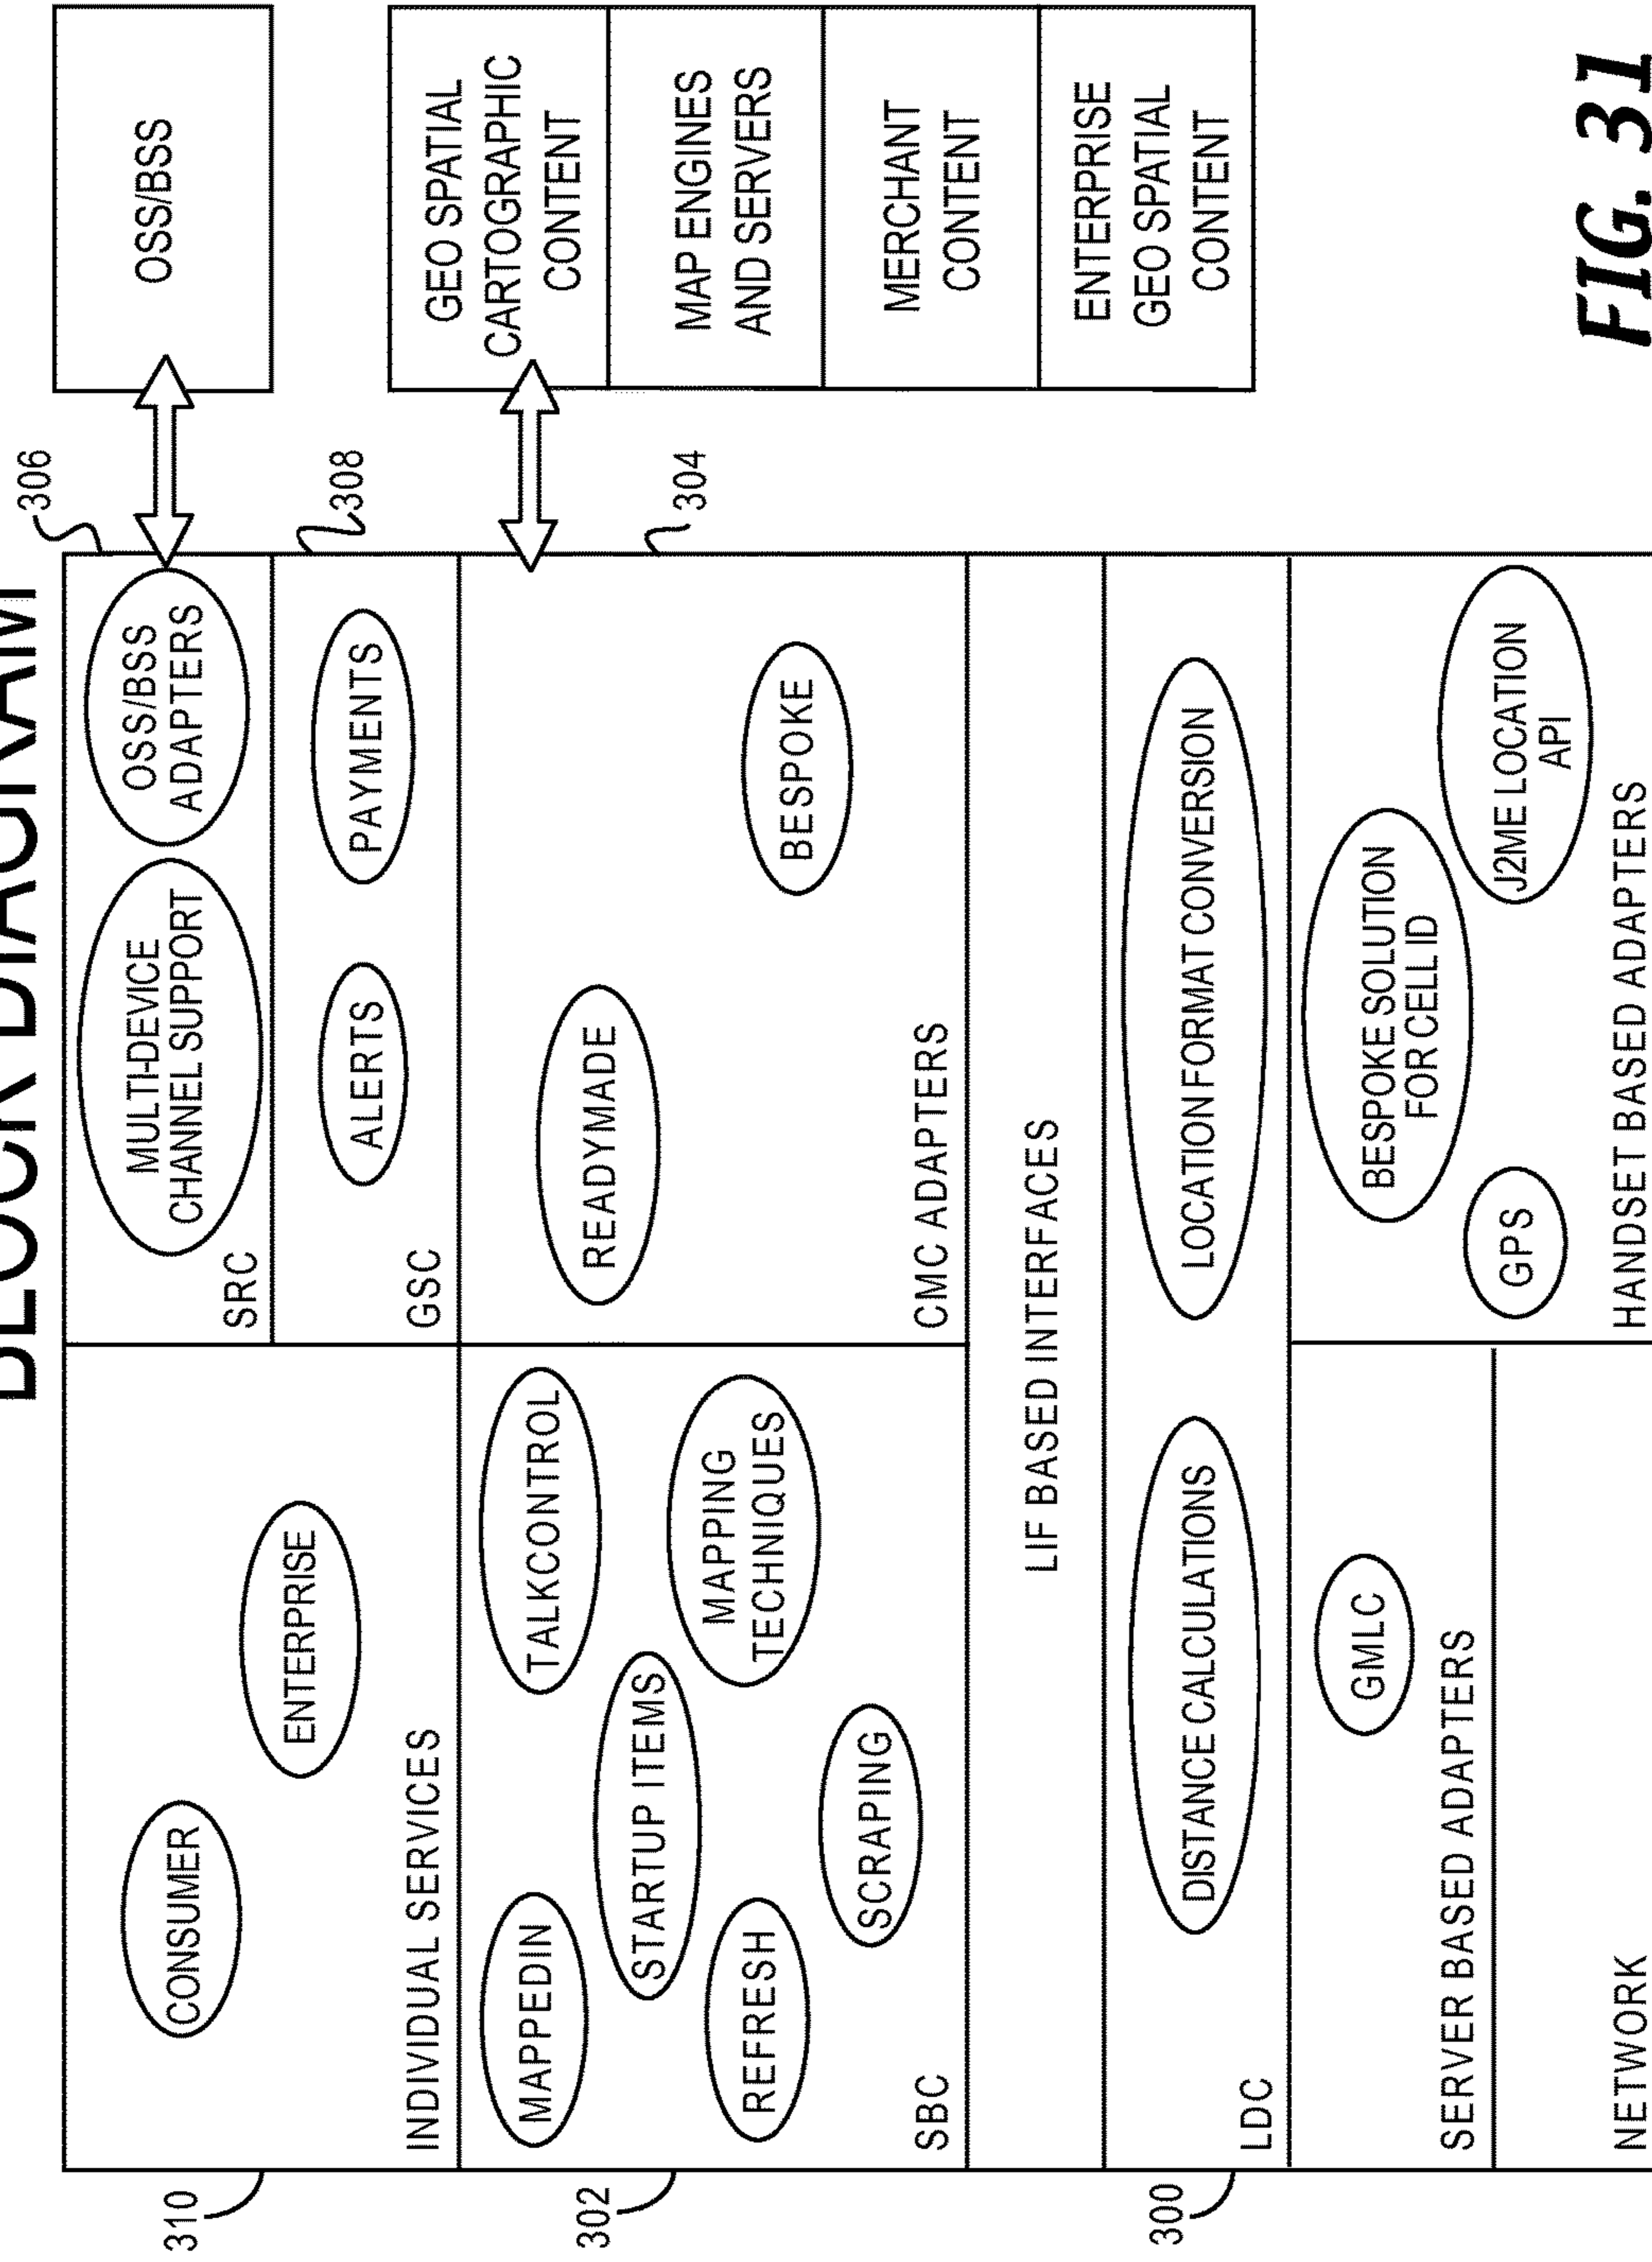 BLOCK DIAGRAM
310
CONSUMER
ENTERPRISE
INDIVIDUAL SERVICES
MULTI-DEVICE
CHANNEL SUPPORT
OSS/BSS
ADAPTERS
SRC
306
OSS/BSS
ALERTS
PAYMENTS
GSC
308
302
MAPPEDIN
TALKCONTROL
STARTUP ITEMS
REFRESH
MAPPING
TECHNIQUES
SCRAPING
SBC
READYMADE
BESPOKE
CMC ADAPTERS
304
GEO SPATIAL
CARTOGRAPHIC
CONTENT
MAP ENGINES
AND SERVERS
MERCHANT
CONTENT
ENTERPRISE
GEO SPATIAL
CONTENT
LIF BASED INTERFACES
300
DISTANCE CALCULATIONS
LOCATION FORMAT CONVERSION
LDC
GMLC
SERVER BASED ADAPTERS
NETWORK
BESPOKE SOLUTION
FOR CELL ID
GPS
J2ME LOCATION
API
HANDSET BASED ADAPTERS
FIG. 31